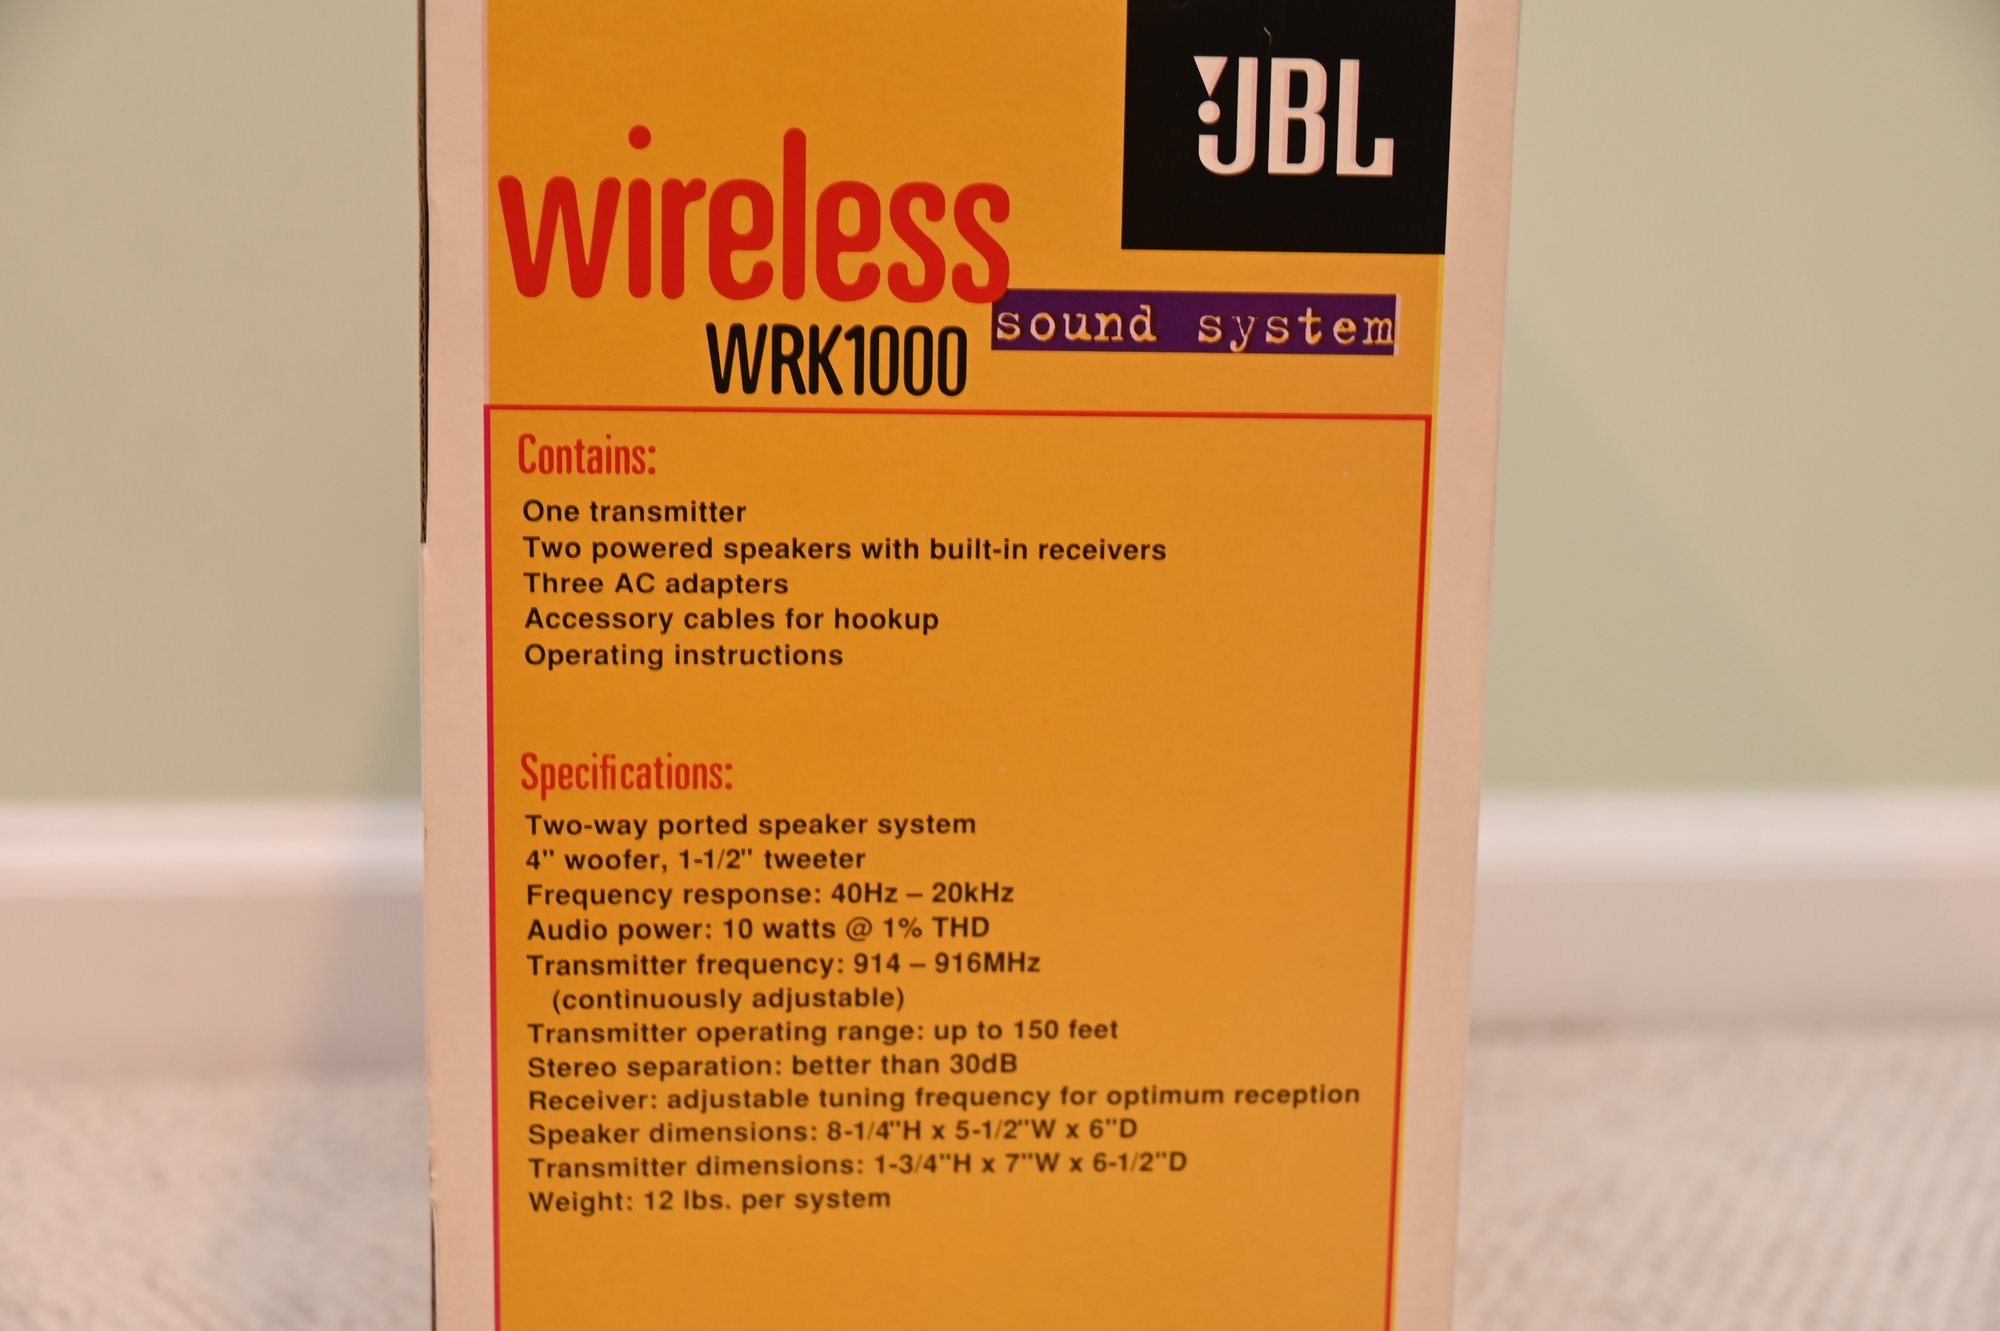 JBL
wireless
sound system
WRK1000
Contains:
One transmitter
Two powered speakers with built-in receivers
Three AC adapters
Accessory cables for hookup
Operating instructions
Specifications:
Two-way ported speaker system
4" woofer, 1-1/2" tweeter
Frequency response: 40Hz – 20kHz
Audio power: 10 watts @ 1% THD
Transmitter frequency: 914 – 916MHz
(continuously adjustable)
Transmitter operating range: up to 150 feet
Stereo separation: better than 30dB
Receiver: adjustable tuning frequency for optimum reception
Speaker dimensions: 8-1/4"H x 5-1/2"W x 6"D
Transmitter dimensions: 1-3/4"H x 7"W x 6-1/2"D
Weight: 12 lbs. per system